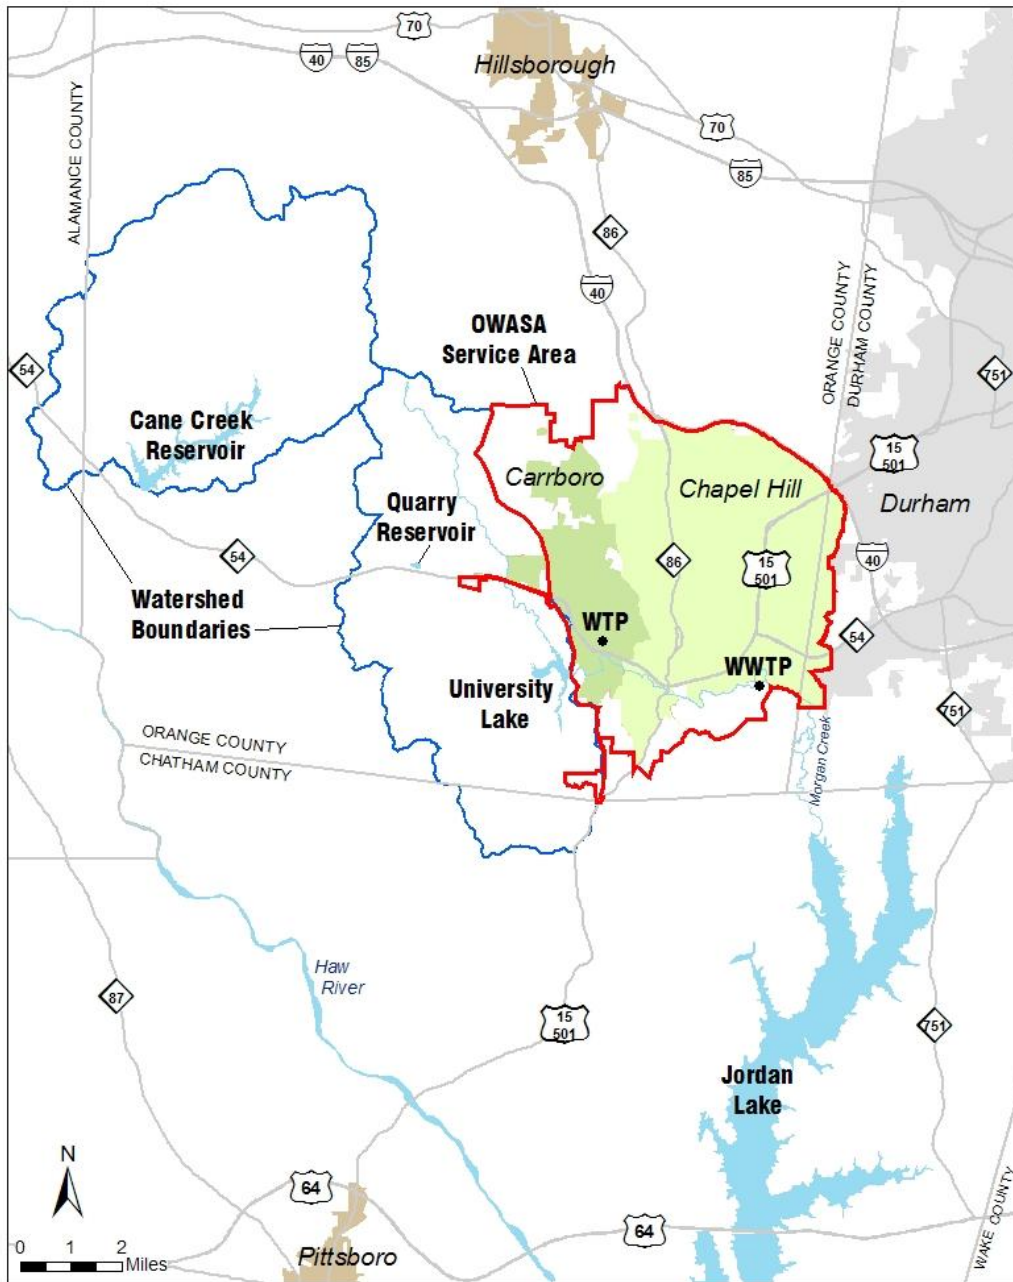 70
40
85
Hillsborough
70
85
ALAMANCE COUNTY
86
40
ORANGE COUNTY
DURHAM COUNTY
OWASA
Service Area
54
751
Cane Creek
Reservoir
15
501
Carrboro
Chapel Hill
Durham
Quarry
Reservoir
54
86
15
501
40
Watershed
Boundaries
WTP
54
WWTP
University
Lake
751
ORANGE COUNTY
CHATHAM COUNTY
Morgan Creek
Haw
River
87
15
501
751
Jordan
Lake
N
64
64
WAKE COUNTY
Pittsboro
0 1 2
Miles